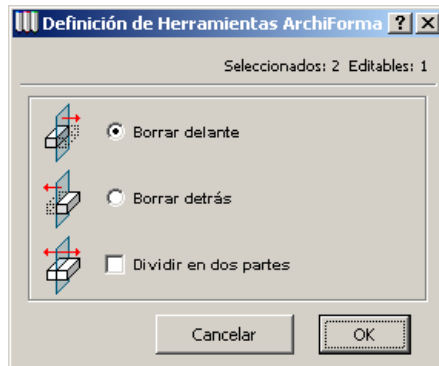 Definición de Herramientas ArchiForma
Seleccionados: 2 Editables: 1
Borrar delante
Borrar detrás
Dividir en dos partes
Cancelar OK